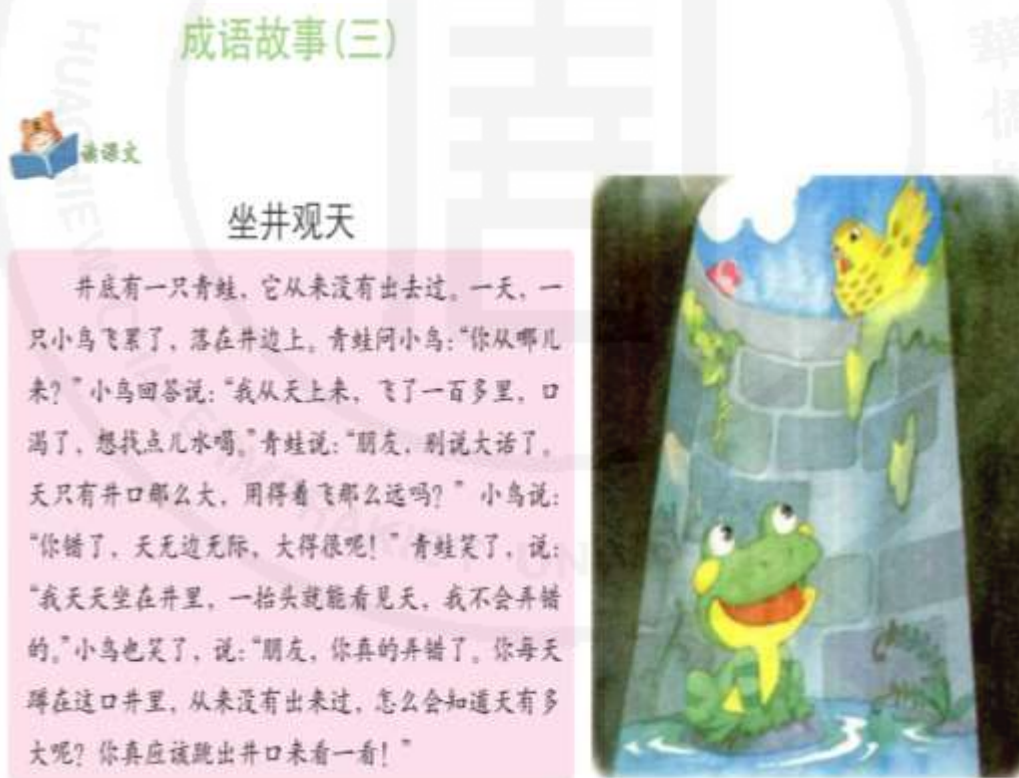 成语故事(三)
读课文
坐井观天
井底有一只青蛙，它从来没有出去过。一天，一
只小鸟飞累了，落在井边上。青蛙问小鸟：“你从哪儿
来？”小鸟回答说：“我从天上来，飞了一百多里，口
渴了，想找点儿水喝。”青蛙说：“朋友，别说大话了。
天只有井口那么大，用得着飞那么远吗？”小鸟说：
“你错了，天无边无际，大得很呢！”青蛙笑了，说：
“我天天坐在井里，一抬头就能看见天，我不会弄错
的。”小鸟也笑了，说：“朋友，你真的弄错了。你每天
蹲在这口井里，从来没有出来过，怎么会知道天有多
大呢？你真应该跳出井口来看一看！”